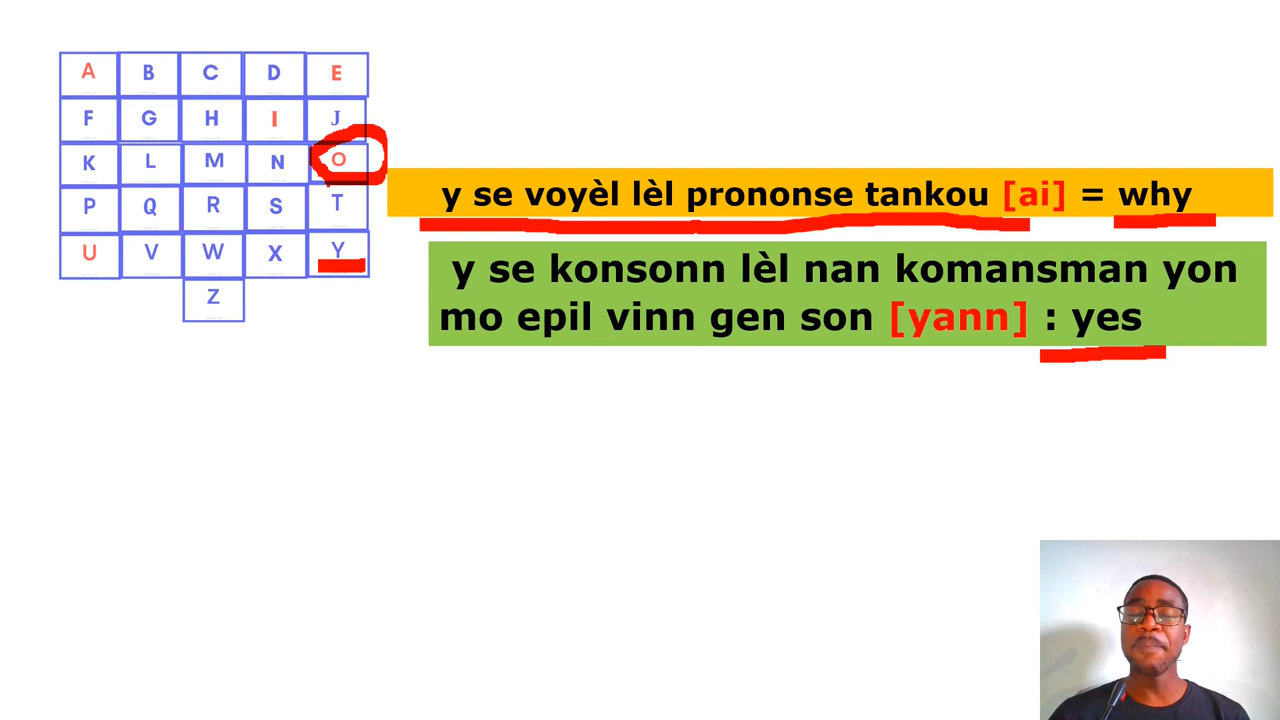 A B C D E
F G H I J
K L M N O
P Q R S T
U V W X Y
Z
y se voyèl lèl prononse tankou [ai] = why
y se konsonn lèl nan komansman yon
mo epil vinn gen son [yann] : yes